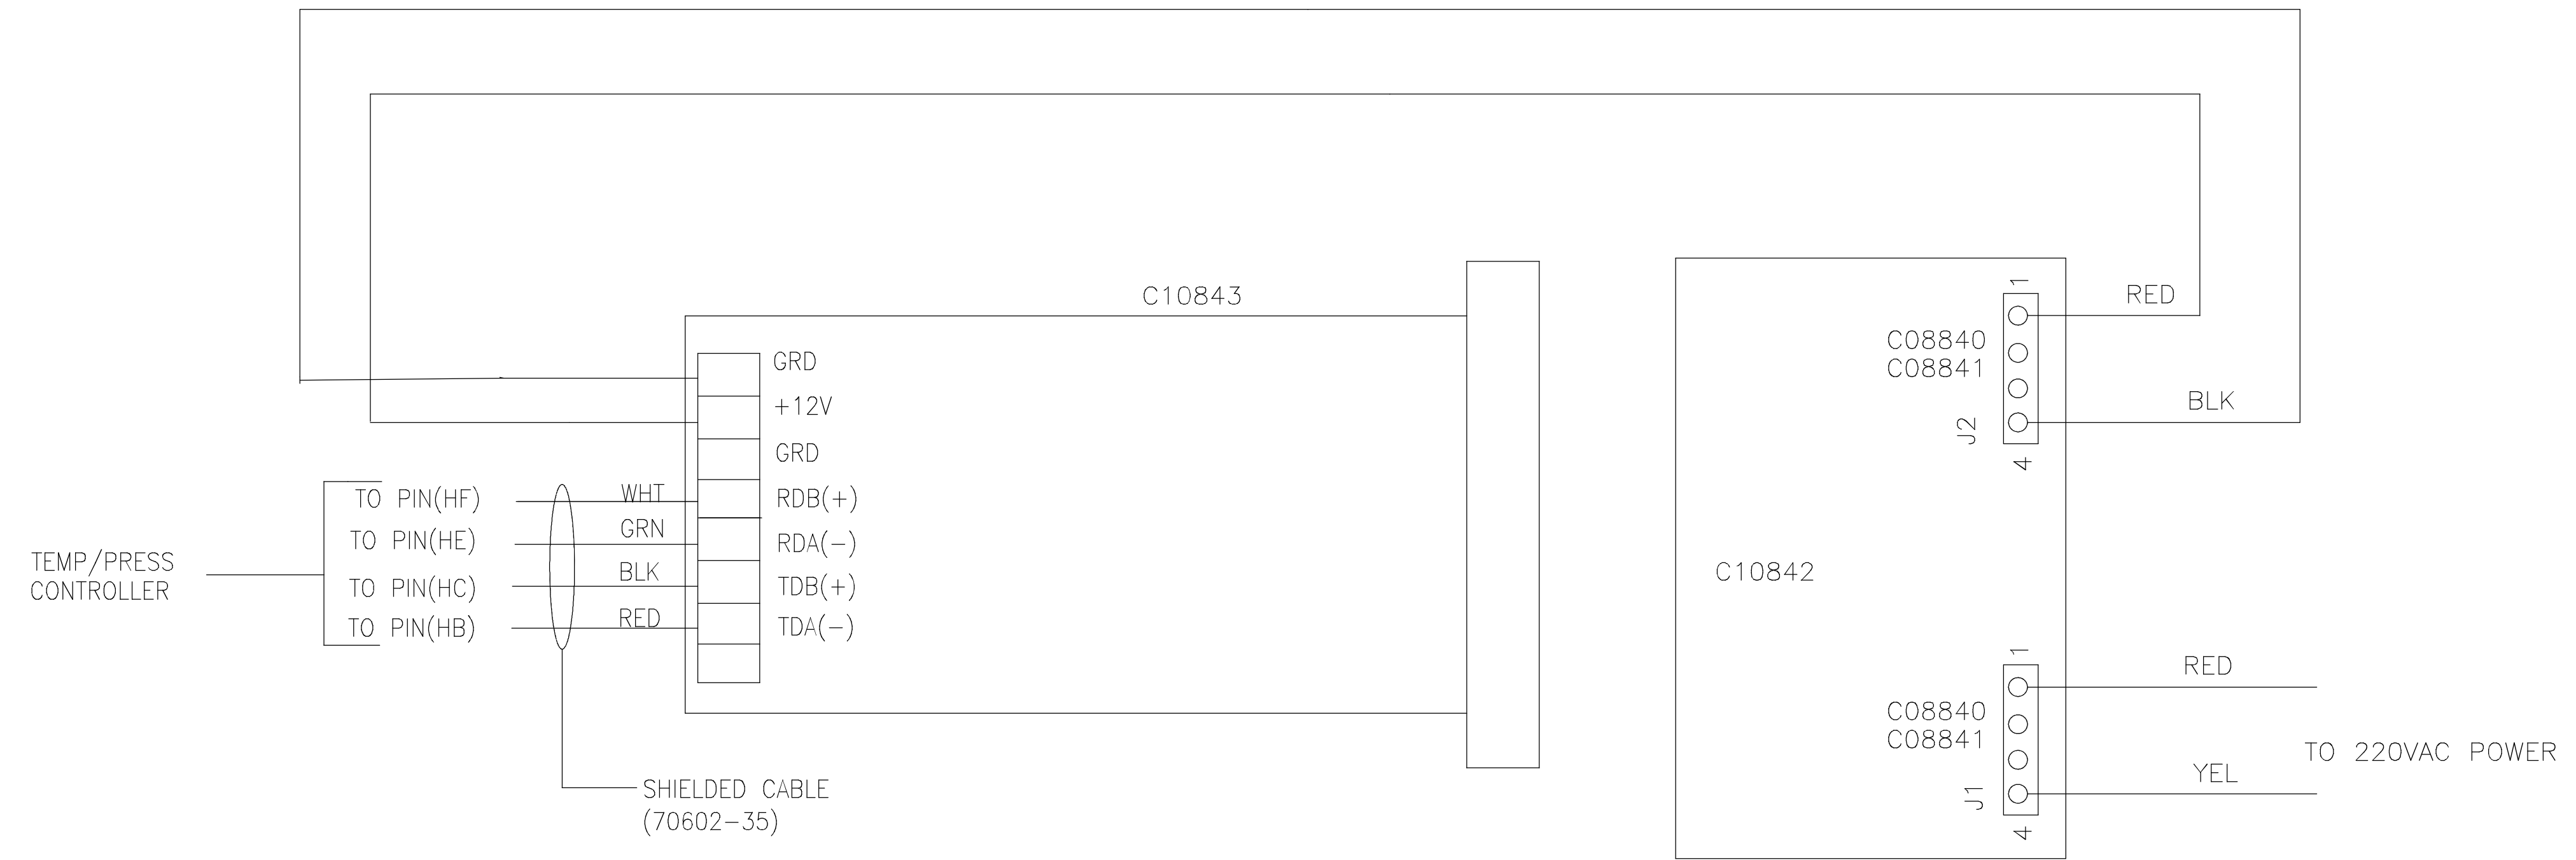 C10843
GRD
+12V
GRD
RDB(+)
RDA(-)
TDB(+)
TDA(-)
WHT
GRN
BLK
RED
TO PIN(HF)
TO PIN(HE)
TO PIN(HC)
TO PIN(HB)
TEMP/PRESS
CONTROLLER
SHIELDED CABLE
(70602-35)
C10842
1
C08840
C08841
J2
4
RED
BLK
1
C08840
C08841
J1
4
RED
YEL
TO 220VAC POWER